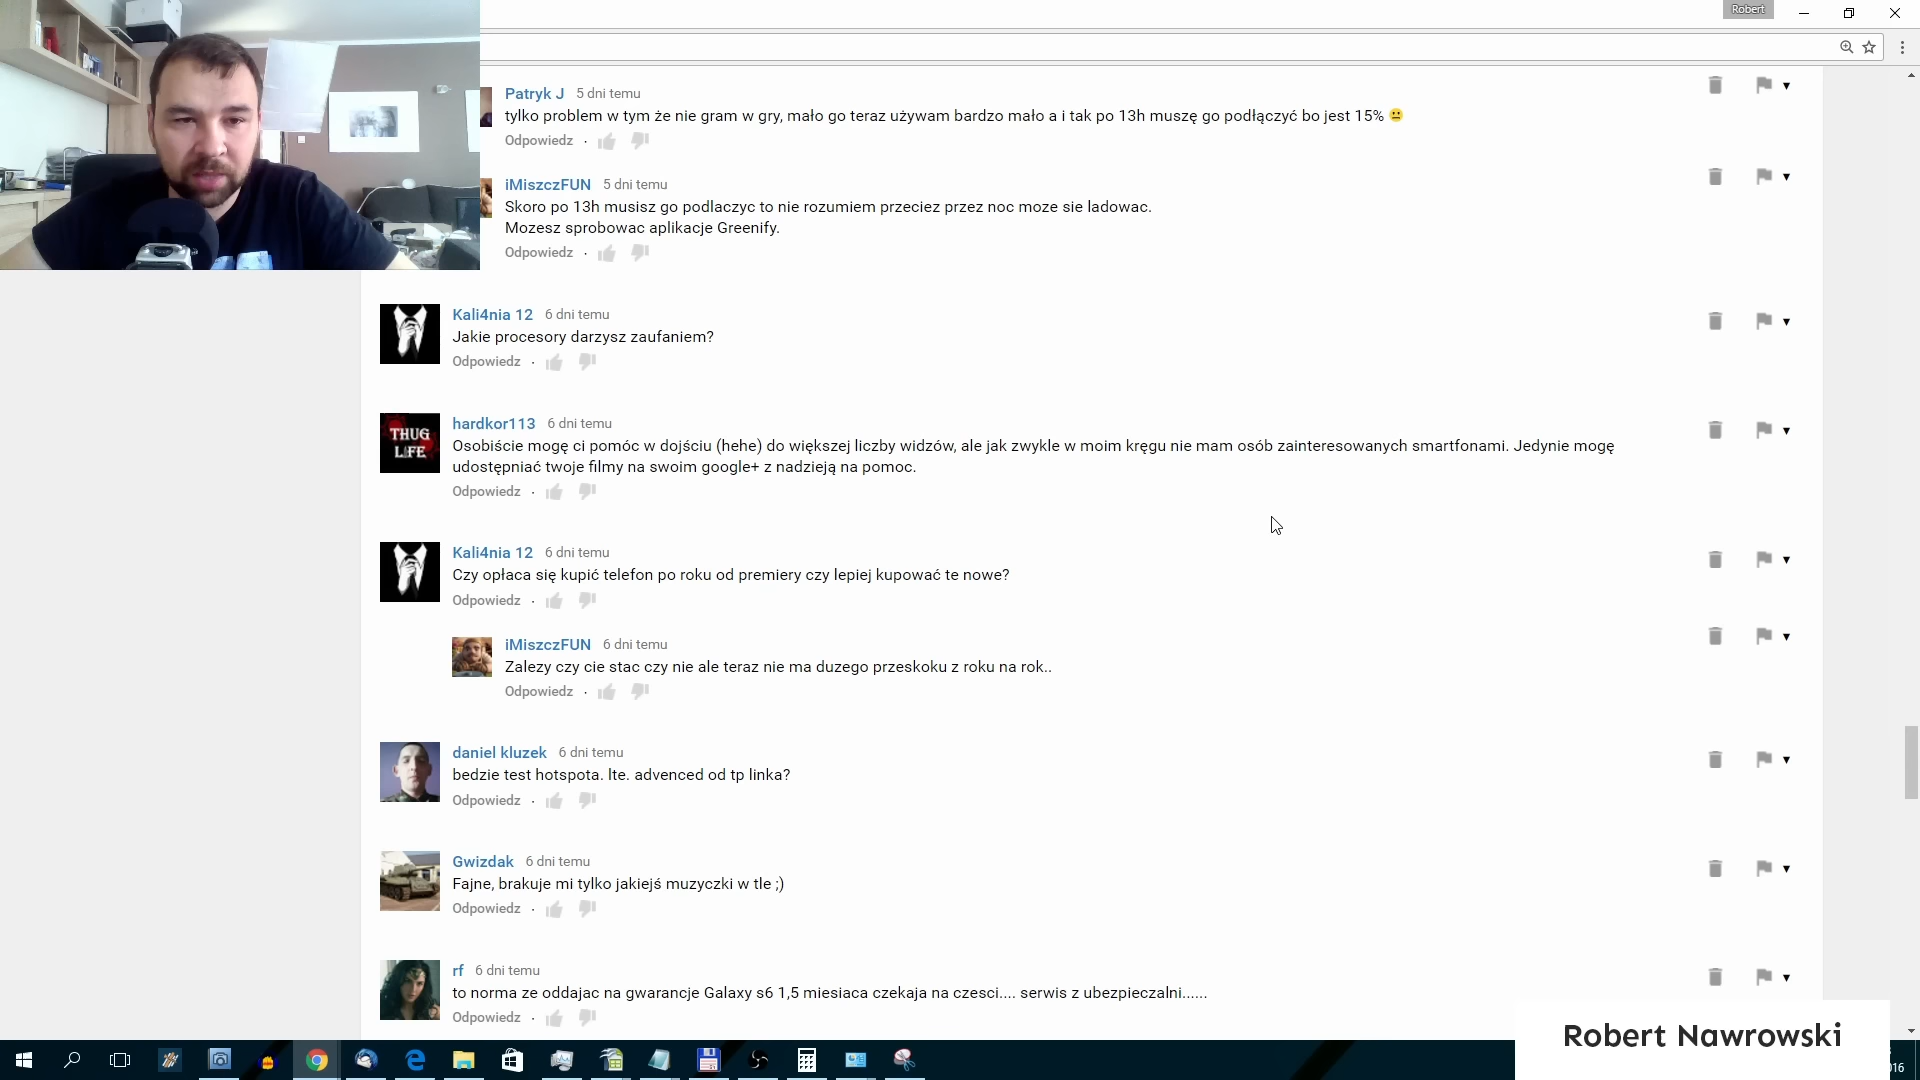 Robert
Patryk J 5 dni temu
tylko problem w tym że nie gram w gry, mało go teraz używam bardzo mało a i tak po 13h muszę go podłączyć bo jest 15%
Odpowiedz ·
iMiszczFUN 5 dni temu
Skoro po 13h musisz go podlaczyc to nie rozumiem przeciez przez noc moze sie ladowac.
Mozesz sprobowac aplikacje Greenify.
Odpowiedz ·
Kali4nia 12 6 dni temu
Jakie procesory darzysz zaufaniem?
Odpowiedz ·
THUG
LIFE
hardkor113 6 dni temu
Osobiście mogę ci pomóc w dojściu (hehe) do większej liczby widzów, ale jak zwykle w moim kręgu nie mam osób zainteresowanych smartfonami. Jedynie mogę
udostępniać twoje filmy na swoim google+ z nadzieją na pomoc.
Odpowiedz ·
Kali4nia 12 6 dni temu
Czy opłaca się kupić telefon po roku od premiery czy lepiej kupować te nowe?
Odpowiedz ·
iMiszczFUN 6 dni temu
Zalezy czy cie stac czy nie ale teraz nie ma duzego przeskoku z roku na rok..
Odpowiedz ·
daniel kluzek 6 dni temu
bedzie test hotspota. lte. advenced od tp linka?
Odpowiedz ·
Gwizdak 6 dni temu
Fajne, brakuje mi tylko jakiejś muzyczki w tle ;)
Odpowiedz ·
rf 6 dni temu
to norma ze oddajac na gwarancje Galaxy s6 1,5 miesiaca czekaja na czesci.... serwis z ubezpieczalni......
Odpowiedz ·
Robert Nawrowski
016